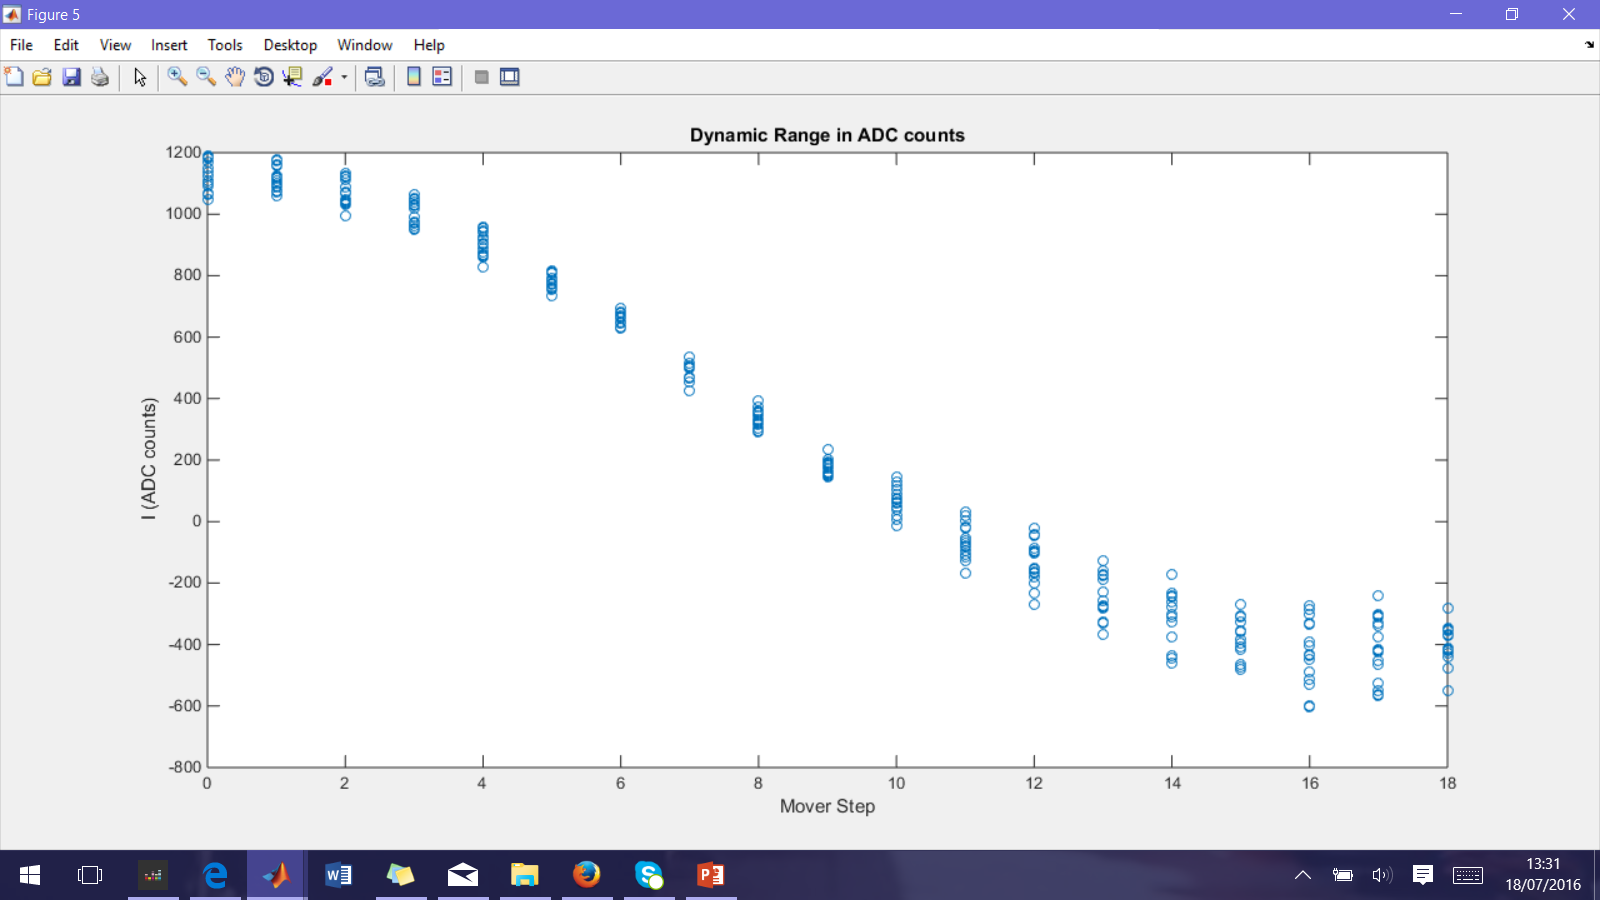 Figure 5
File Edit View Insert Tools Desktop Window Help
Dynamic Range in ADC counts
1200
1000
800
600
400
200
0
-200
-400
-600
-800
I (ADC counts)
0 2 4 6 8 10 12 14 16 18
Mover Step
13:31
18/07/2016